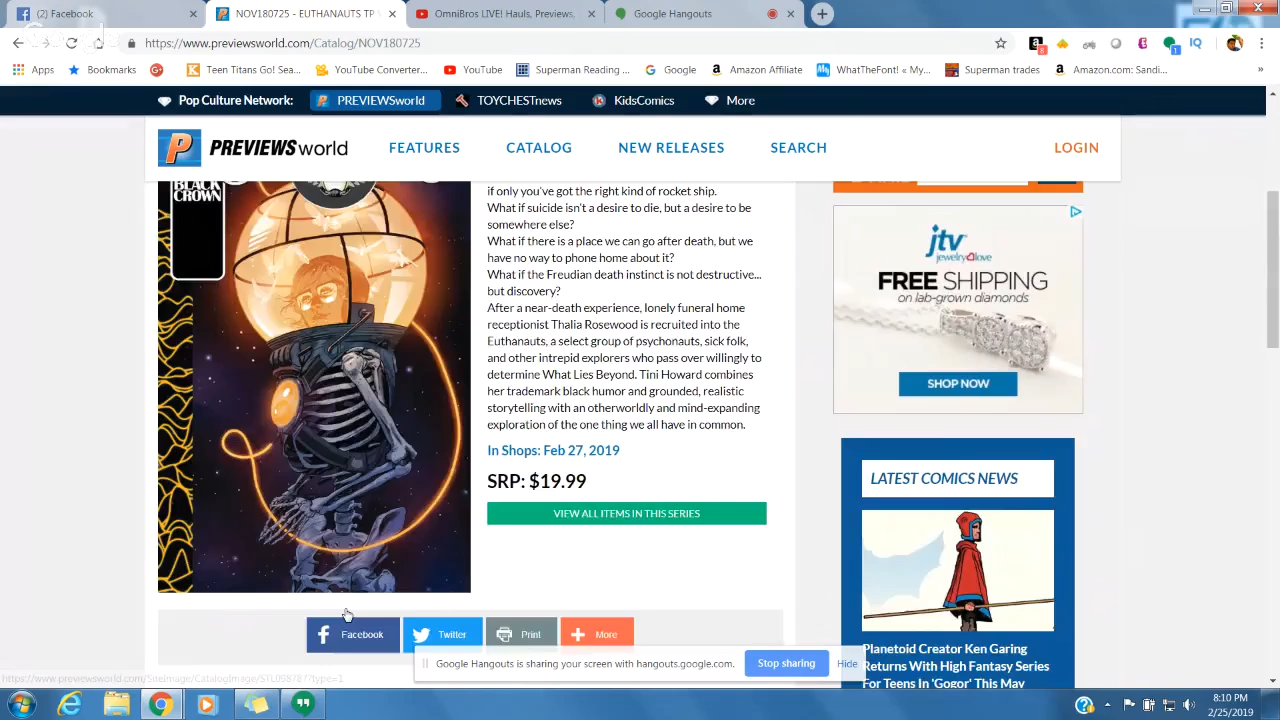 (2) Facebook
NOV180725 - EUTHANAUTS TP
OmniBros LIVE! Hauls, Previews,
Google Hangouts
https://www.previewsworld.com/Catalog/NOV180725
8
1
IQ
Apps
Bookmarks
Teen Titans Go! Sea...
YouTube Converter...
YouTube
Superman Reading ...
Google
Amazon Affiliate
WhatTheFont! « My...
Superman trades
Amazon.com: Sandi...
»
Pop Culture Network:
PREVIEWSworld
TOYCHESTnews
KidsComics
More
PREVIEWSworld
FEATURES
CATALOG
NEW RELEASES
SEARCH
LOGIN
BLACK
CROWN
if only you've got the right kind of rocket ship.
What if suicide isn't a desire to die, but a desire to be
somewhere else?
What if there is a place we can go after death, but we
have no way to phone home about it?
What if the Freudian death instinct is not destructive...
but discovery?
After a near-death experience, lonely funeral home
receptionist Thalia Rosewood is recruited into the
Euthanauts, a select group of psychonauts, sick folk,
and other intrepid explorers who pass over willingly to
determine What Lies Beyond. Tini Howard combines
her trademark black humor and grounded, realistic
storytelling with an otherworldly and mind-expanding
exploration of the one thing we all have in common.
In Shops: Feb 27, 2019
SRP: $19.99
VIEW ALL ITEMS IN THIS SERIES
jtv
jewelry love
FREE SHIPPING
on lab-grown diamonds
SHOP NOW
LATEST COMICS NEWS
Planetoid Creator Ken Garing
Returns With High Fantasy Series
For Teens In 'Gogor' This May
Facebook
Twitter
Print
More
Google Hangouts is sharing your screen with hangouts.google.com.
Stop sharing
Hide
https://www.previewsworld.com/SiteImage/CatalogImage/STL098787?type=1
8:10 PM
2/25/2019